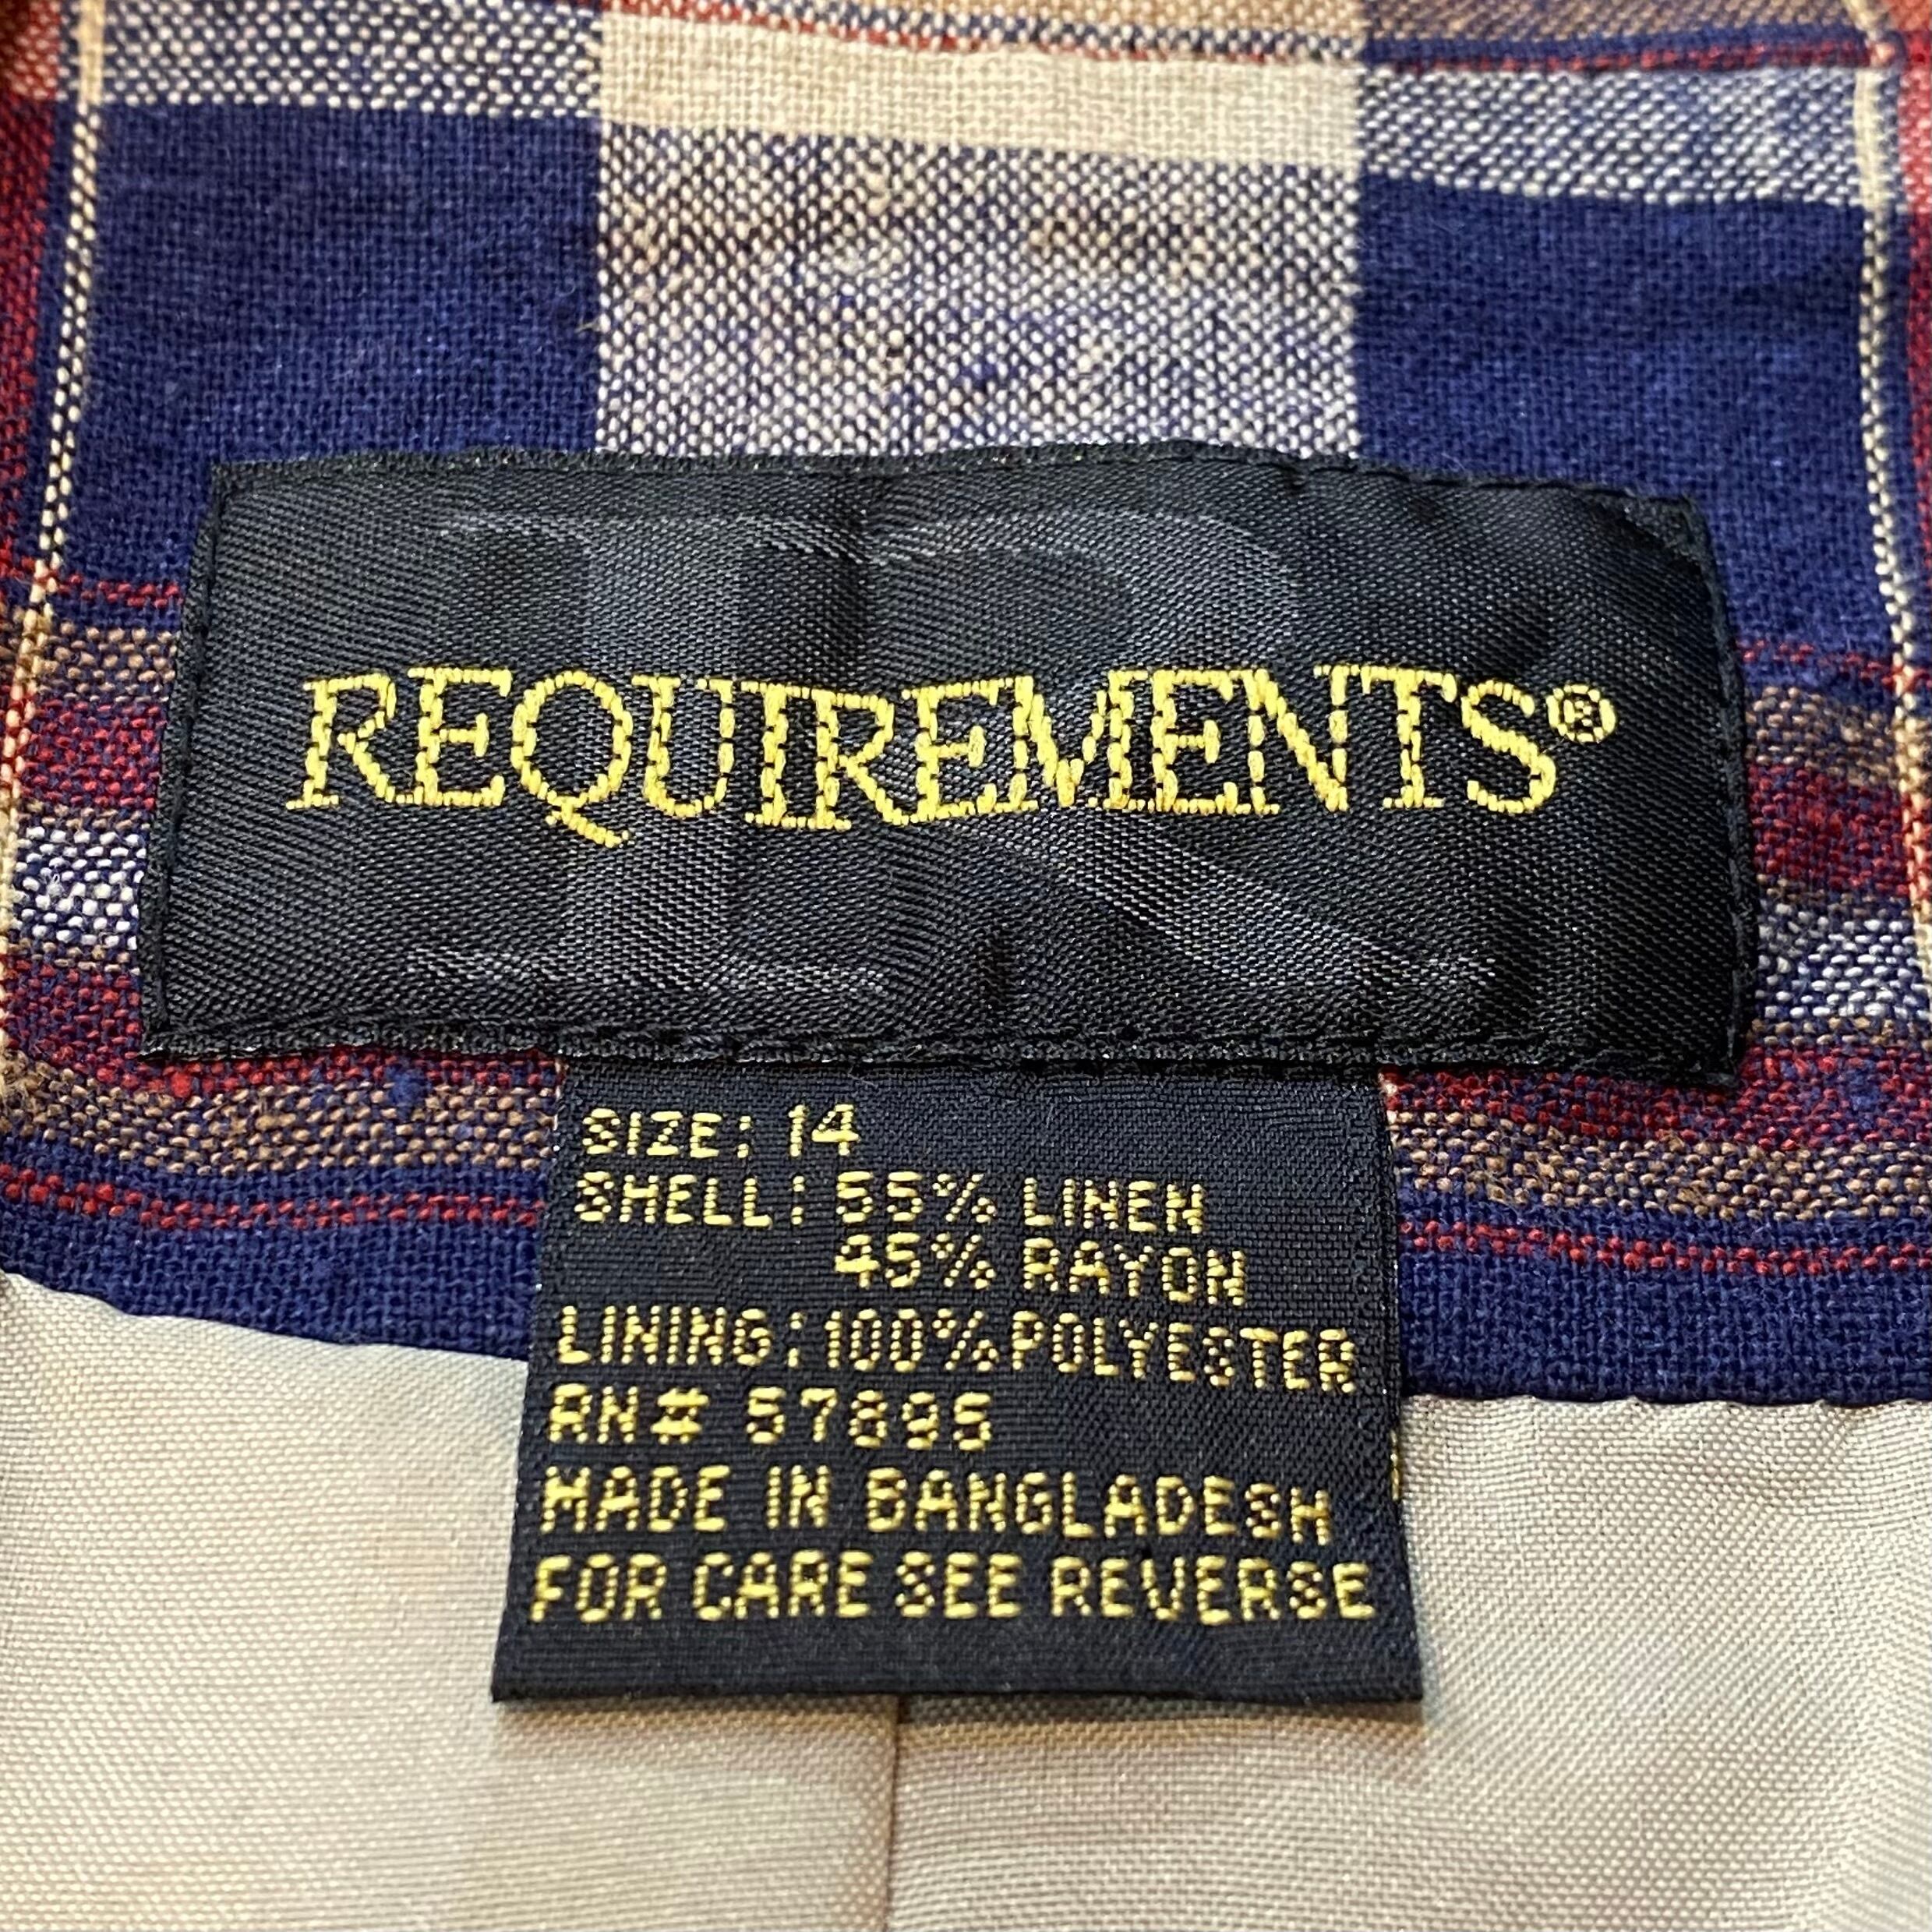 REQUIREMENTS®
SIZE: 14
SHELL: 55% LINEN
45% RAYON
LINING: 100% POLYESTER
RN# 57895
MADE IN BANGLADESH
FOR CARE SEE REVERSE